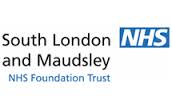 South London NHS
and Maudsley
NHS Foundation Trust